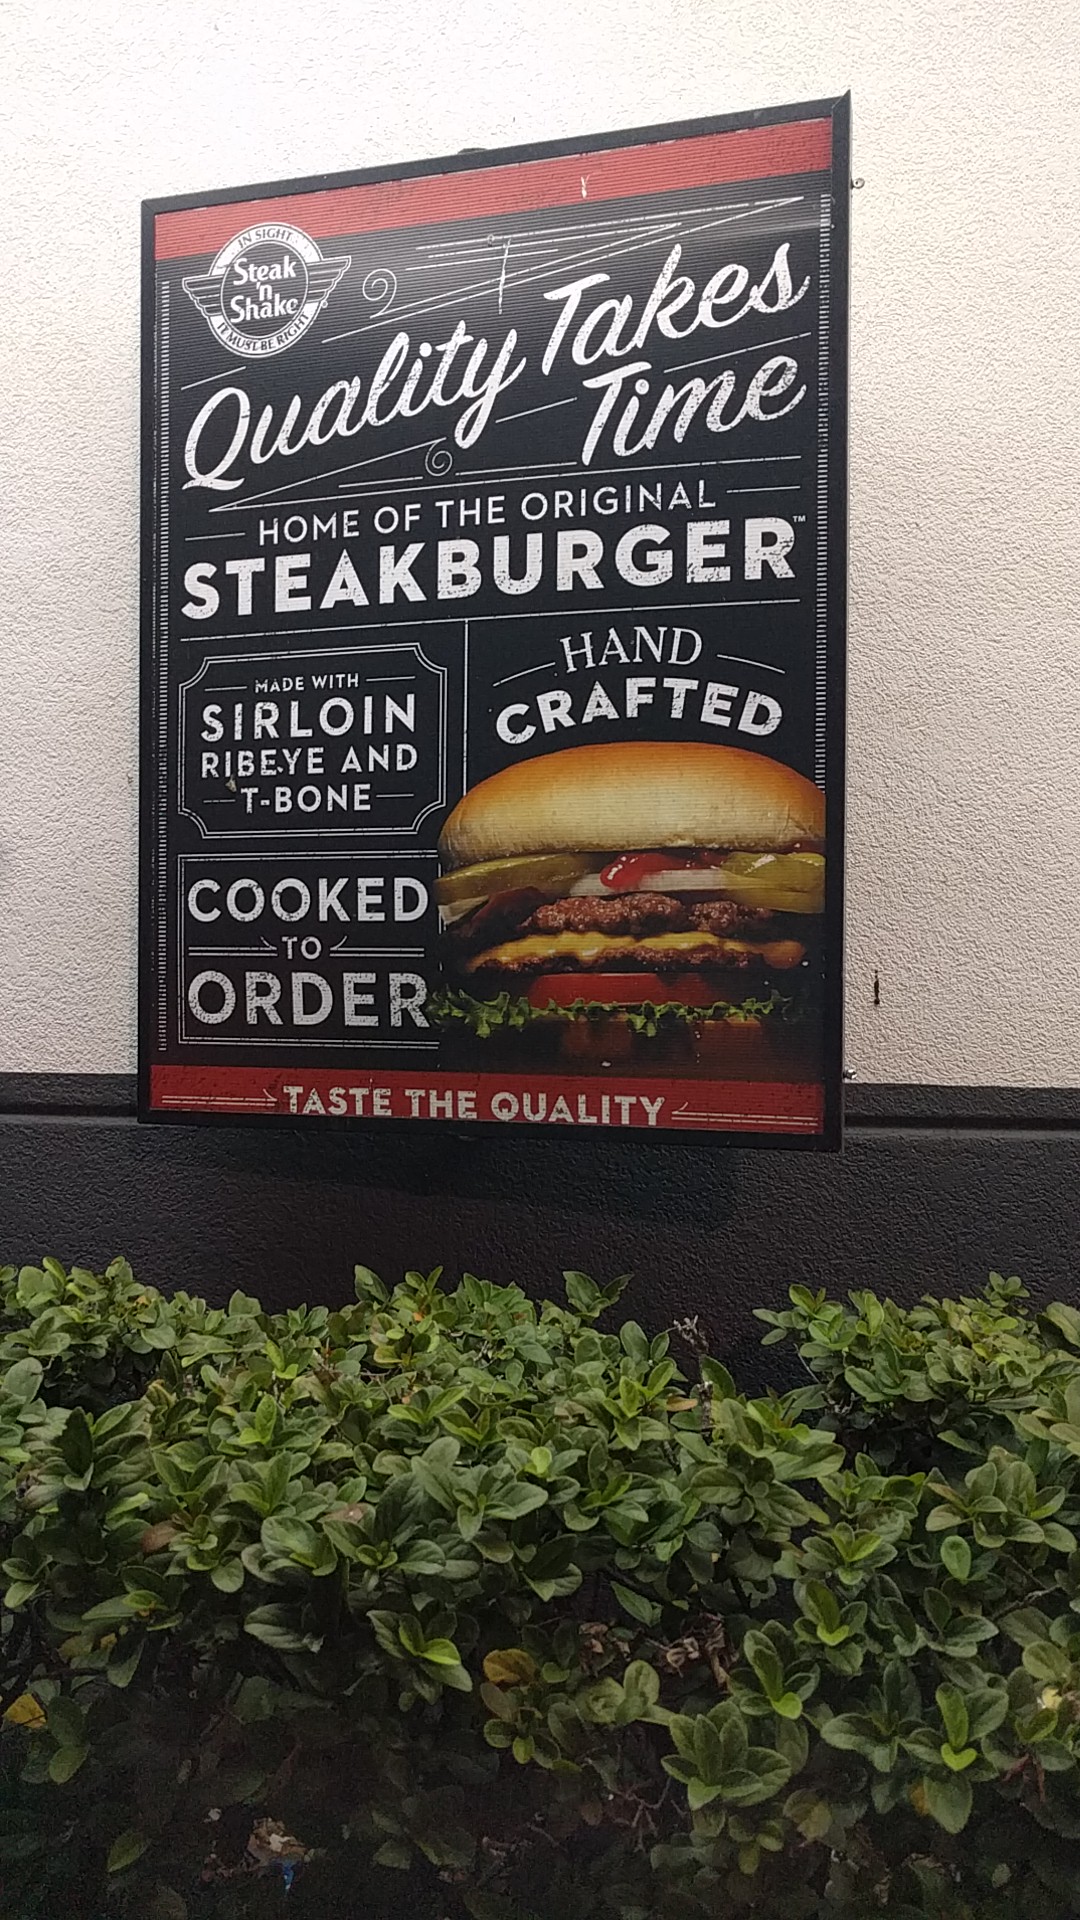 IN SIGHT
Steak
'n
Shake
IT MUST BE RIGHT
Quality Takes
Time
HOME OF THE ORIGINAL
STEAKBURGER™
MADE WITH
SIRLOIN
RIBEYE AND
T-BONE
HAND
CRAFTED
COOKED
TO
ORDER
TASTE THE QUALITY